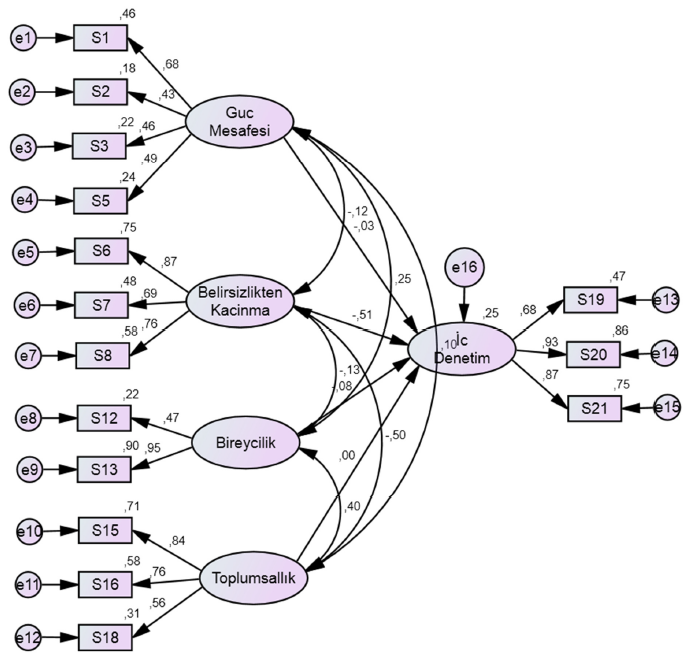 ,46
e1 S1
,68
,18
e2 S2
,43
Guc
Mesafesi
,22 ,46
e3 S3
,49
,24
e4 S5
,75
e5 S6
,87
-,12
-,03
,48 ,69
e6 S7
Belirsizlikten
Kacinma
,25
-,51
,58 ,76
e7 S8
e16
,25
,10
İc
Denetim
,47
,68 S19 e13
,86
,93 S20 e14
,75
,87 S21 e15
-,13
-,08
,22
e8 S12
,47
Bireycilik
,90 ,95
e9 S13
,00
-,50
,40
,71
e10 S15
,84
,58 ,76
e11 S16
Toplumsallık
,56
,31
e12 S18